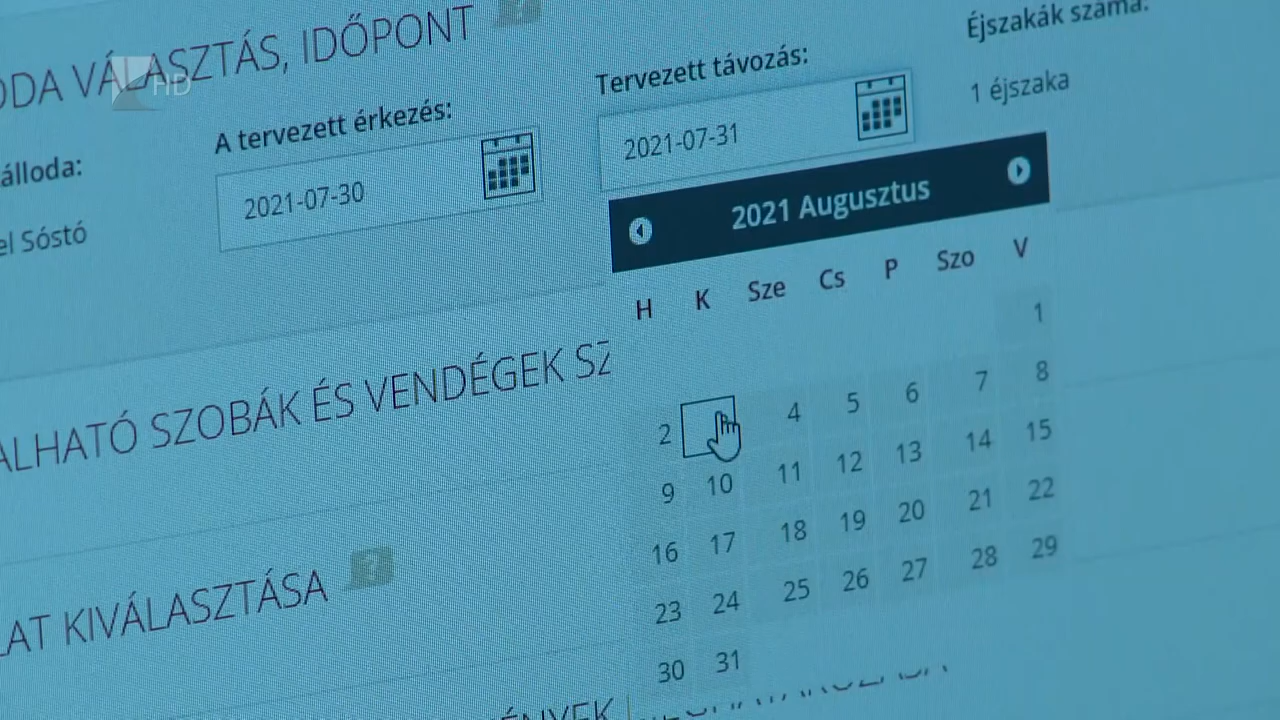 ODA VÁLASZTÁS, IDŐPONT ?
HD
Éjszakák száma:
Tervezett távozás:
1 éjszaka
A tervezett érkezés:
2021-07-31
álloda:
2021-07-30
2021 Augusztus
el Sóstó
H K Sze Cs P Szo V
1
ALHATÓ SZOBÁK ÉS VENDÉGEK SZ
2 4 5 6 7 8
9 10 11 12 13 14 15
16 17 18 19 20 21 22
LAT KIVÁLASZTÁSA ?
23 24 25 26 27 28 29
30 31